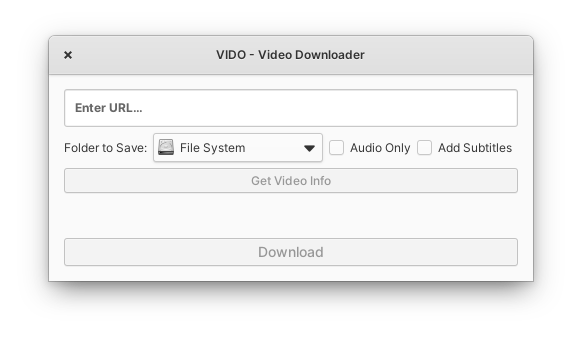 VIDO - Video Downloader
Enter URL...
Folder to Save: File System Audio Only Add Subtitles
Get Video Info
Download